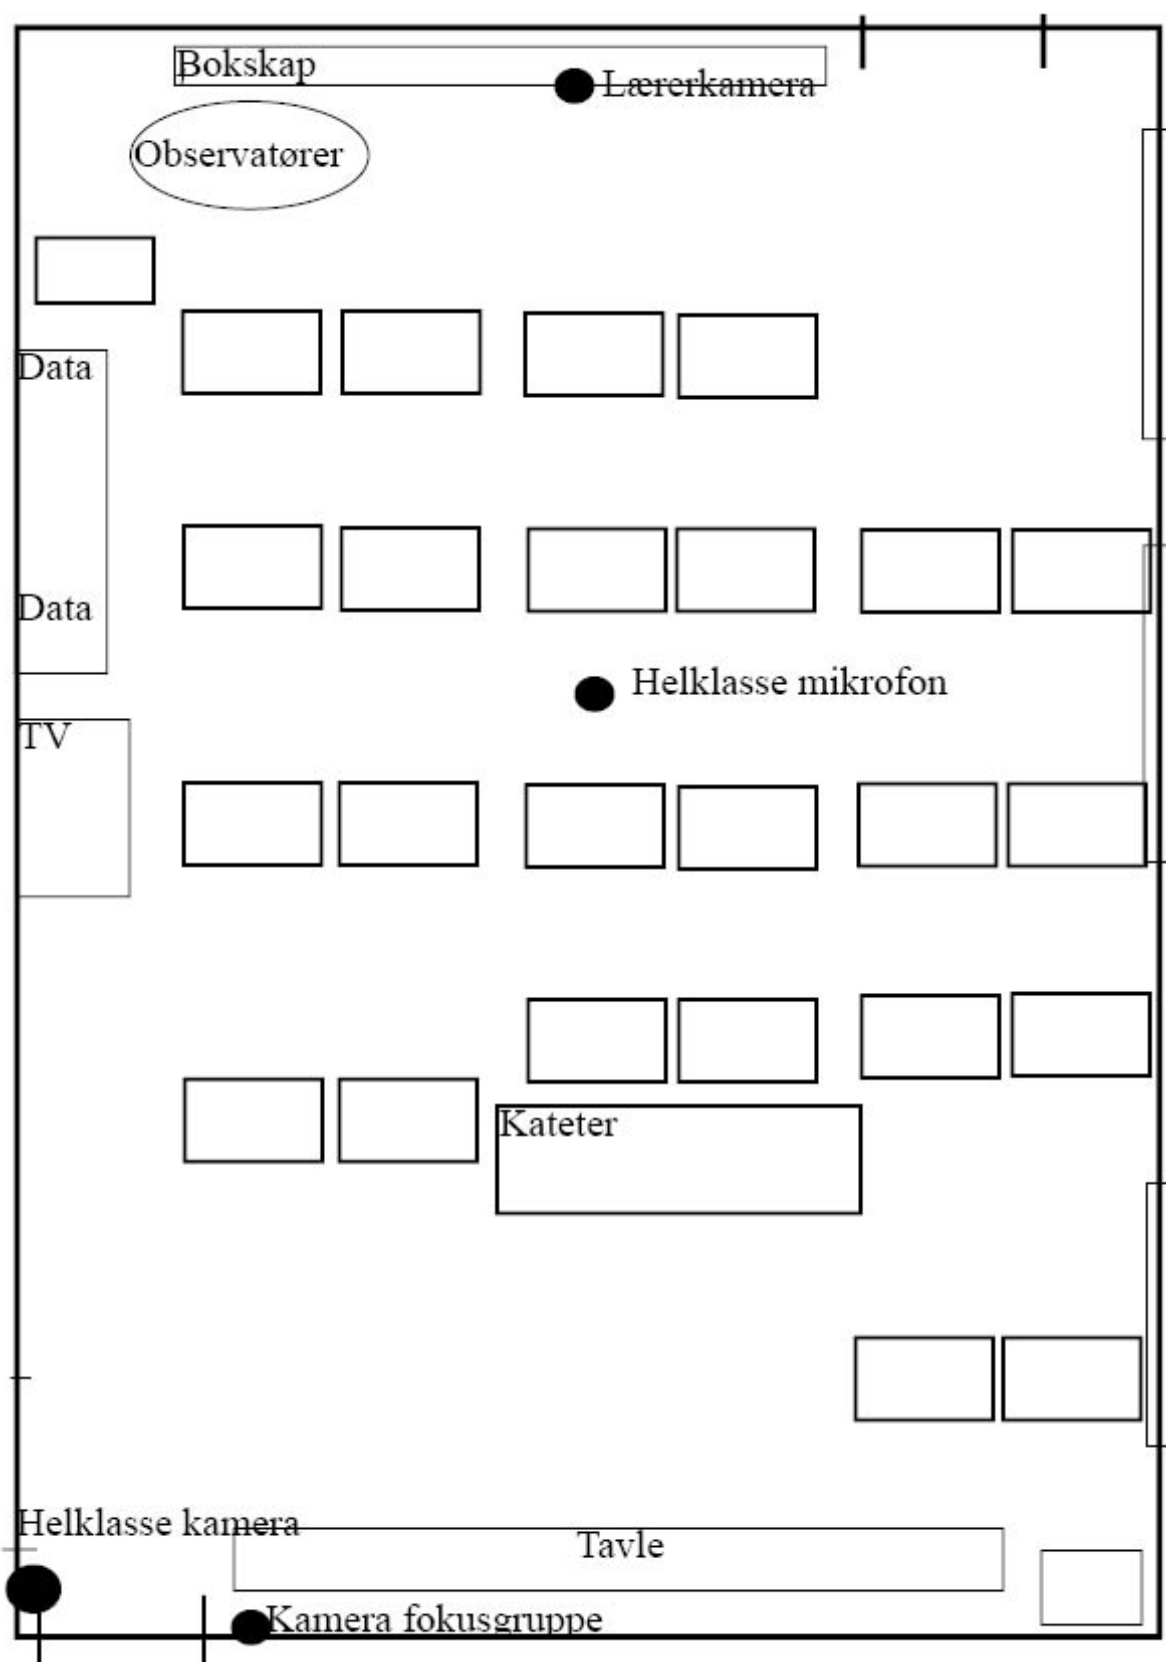 Bokskap
Lærerkamera
Observatører
Data
Data
Helklasse mikrofon
TV
Kateter
Helklasse kamera
Tavle
Kamera fokusgruppe